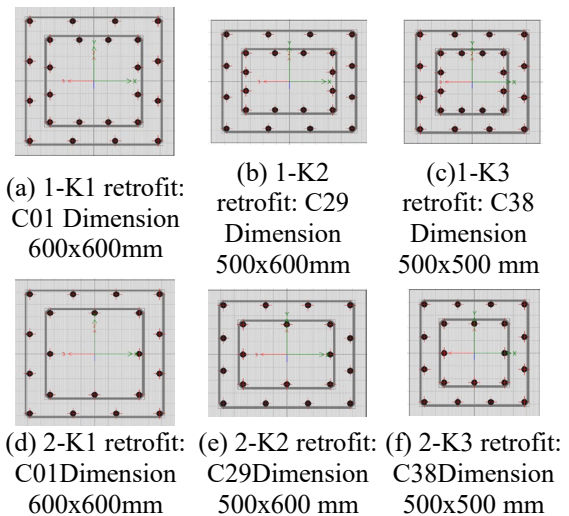 (a) 1-K1 retrofit:
C01 Dimension
600x600mm
(b) 1-K2
retrofit: C29
Dimension
500x600mm
(c)1-K3
retrofit: C38
Dimension
500x500 mm
(d) 2-K1 retrofit:
C01Dimension
600x600mm
(e) 2-K2 retrofit:
C29Dimension
500x600 mm
(f) 2-K3 retrofit:
C38Dimension
500x500 mm